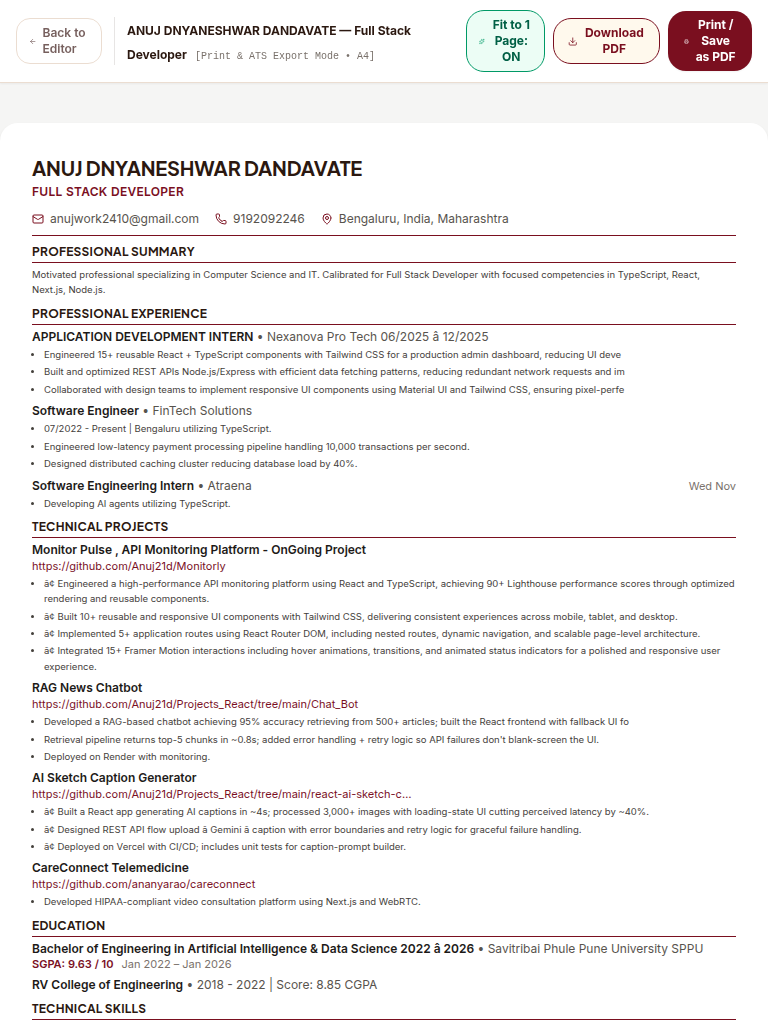 Back to Editor
ANUJ DNYANESHWAR DANDAVATE — Full Stack
Developer [Print & ATS Export Mode • A4]
Fit to 1 Page: ON
Download PDF
Print / Save as PDF
ANUJ DNYANESHWAR DANDAVATE
FULL STACK DEVELOPER
anujwork2410@gmail.com 9192092246 Bengaluru, India, Maharashtra
PROFESSIONAL SUMMARY
Motivated professional specializing in Computer Science and IT. Calibrated for Full Stack Developer with focused competencies in TypeScript, React,
Next.js, Node.js.
PROFESSIONAL EXPERIENCE
APPLICATION DEVELOPMENT INTERN • Nexanova Pro Tech 06/2025 â 12/2025
• Engineered 15+ reusable React + TypeScript components with Tailwind CSS for a production admin dashboard, reducing UI deve
• Built and optimized REST APIs Node.js/Express with efficient data fetching patterns, reducing redundant network requests and im
• Collaborated with design teams to implement responsive UI components using Material UI and Tailwind CSS, ensuring pixel-perfe
Software Engineer • FinTech Solutions
• 07/2022 - Present | Bengaluru utilizing TypeScript.
• Engineered low-latency payment processing pipeline handling 10,000 transactions per second.
• Designed distributed caching cluster reducing database load by 40%.
Software Engineering Intern • Atraena Wed Nov
• Developing AI agents utilizing TypeScript.
TECHNICAL PROJECTS
Monitor Pulse , API Monitoring Platform - OnGoing Project
https://github.com/Anuj21d/Monitorly
• â¢ Engineered a high-performance API monitoring platform using React and TypeScript, achieving 90+ Lighthouse performance scores through optimized
rendering and reusable components.
• â¢ Built 10+ reusable and responsive UI components with Tailwind CSS, delivering consistent experiences across mobile, tablet, and desktop.
• â¢ Implemented 5+ application routes using React Router DOM, including nested routes, dynamic navigation, and scalable page-level architecture.
• â¢ Integrated 15+ Framer Motion interactions including hover animations, transitions, and animated status indicators for a polished and responsive user
experience.
RAG News Chatbot
https://github.com/Anuj21d/Projects_React/tree/main/Chat_Bot
• Developed a RAG-based chatbot achieving 95% accuracy retrieving from 500+ articles; built the React frontend with fallback UI fo
• Retrieval pipeline returns top-5 chunks in ~0.8s; added error handling + retry logic so API failures don't blank-screen the UI.
• Deployed on Render with monitoring.
AI Sketch Caption Generator
https://github.com/Anuj21d/Projects_React/tree/main/react-ai-sketch-c...
• â¢ Built a React app generating AI captions in ~4s; processed 3,000+ images with loading-state UI cutting perceived latency by ~40%.
• â¢ Designed REST API flow upload â Gemini â caption with error boundaries and retry logic for graceful failure handling.
• â¢ Deployed on Vercel with CI/CD; includes unit tests for caption-prompt builder.
CareConnect Telemedicine
https://github.com/ananyarao/careconnect
• Developed HIPAA-compliant video consultation platform using Next.js and WebRTC.
EDUCATION
Bachelor of Engineering in Artificial Intelligence & Data Science 2022 â 2026 • Savitribai Phule Pune University SPPU
SGPA: 9.63 / 10 Jan 2022 – Jan 2026
RV College of Engineering • 2018 - 2022 | Score: 8.85 CGPA
TECHNICAL SKILLS